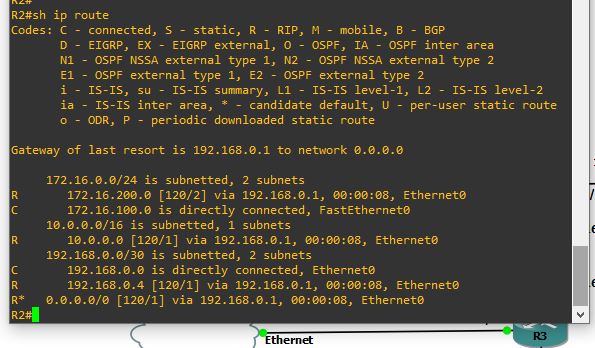 R2#
R2#sh ip route
Codes: C - connected, S - static, R - RIP, M - mobile, B - BGP
       D - EIGRP, EX - EIGRP external, O - OSPF, IA - OSPF inter area
       N1 - OSPF NSSA external type 1, N2 - OSPF NSSA external type 2
       E1 - OSPF external type 1, E2 - OSPF external type 2
       i - IS-IS, su - IS-IS summary, L1 - IS-IS level-1, L2 - IS-IS level-2
       ia - IS-IS inter area, * - candidate default, U - per-user static route
       o - ODR, P - periodic downloaded static route
Gateway of last resort is 192.168.0.1 to network 0.0.0.0
     172.16.0.0/24 is subnetted, 2 subnets
R       172.16.200.0 [120/2] via 192.168.0.1, 00:00:08, Ethernet0
C       172.16.100.0 is directly connected, FastEthernet0
     10.0.0.0/16 is subnetted, 1 subnets
R       10.0.0.0 [120/1] via 192.168.0.1, 00:00:08, Ethernet0
     192.168.0.0/30 is subnetted, 2 subnets
C       192.168.0.0 is directly connected, Ethernet0
R       192.168.0.4 [120/1] via 192.168.0.1, 00:00:08, Ethernet0
R*   0.0.0.0/0 [120/1] via 192.168.0.1, 00:00:08, Ethernet0
R2#
Ethernet
R3